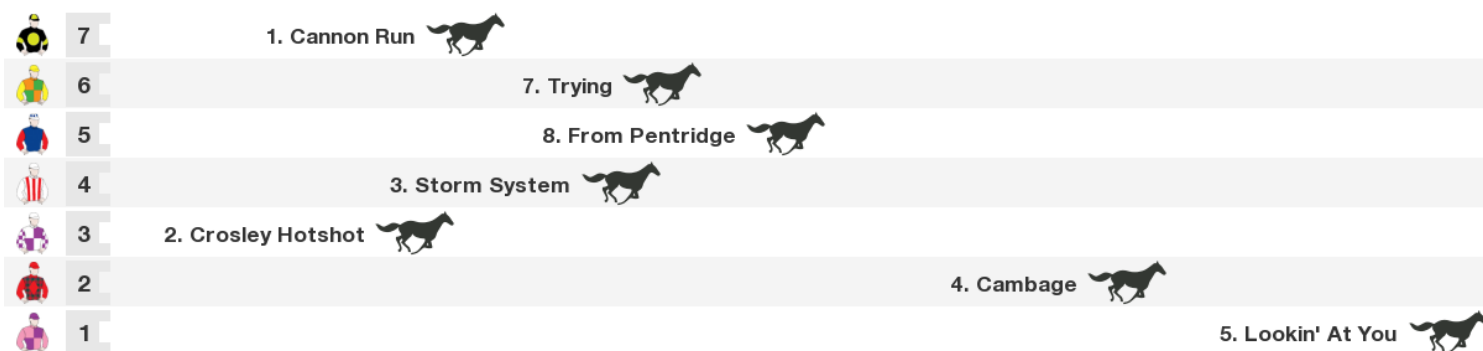 7 1. Cannon Run
6 7. Trying
5 8. From Pentridge
4 3. Storm System
3 2. Crosley Hotshot
2 4. Cambage
1 5. Lookin' At You